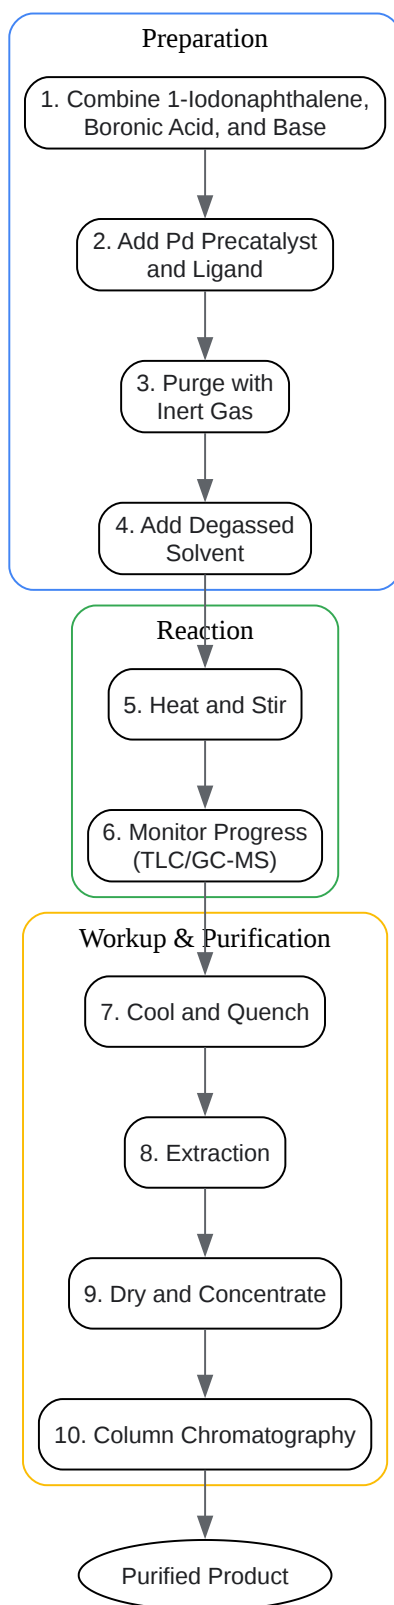 Preparation
1. Combine 1-Iodonaphthalene,
Boronic Acid, and Base
2. Add Pd Precatalyst
and Ligand
3. Purge with
Inert Gas
4. Add Degassed
Solvent
Reaction
5. Heat and Stir
6. Monitor Progress
(TLC/GC-MS)
Workup & Purification
7. Cool and Quench
8. Extraction
9. Dry and Concentrate
10. Column Chromatography
Purified Product